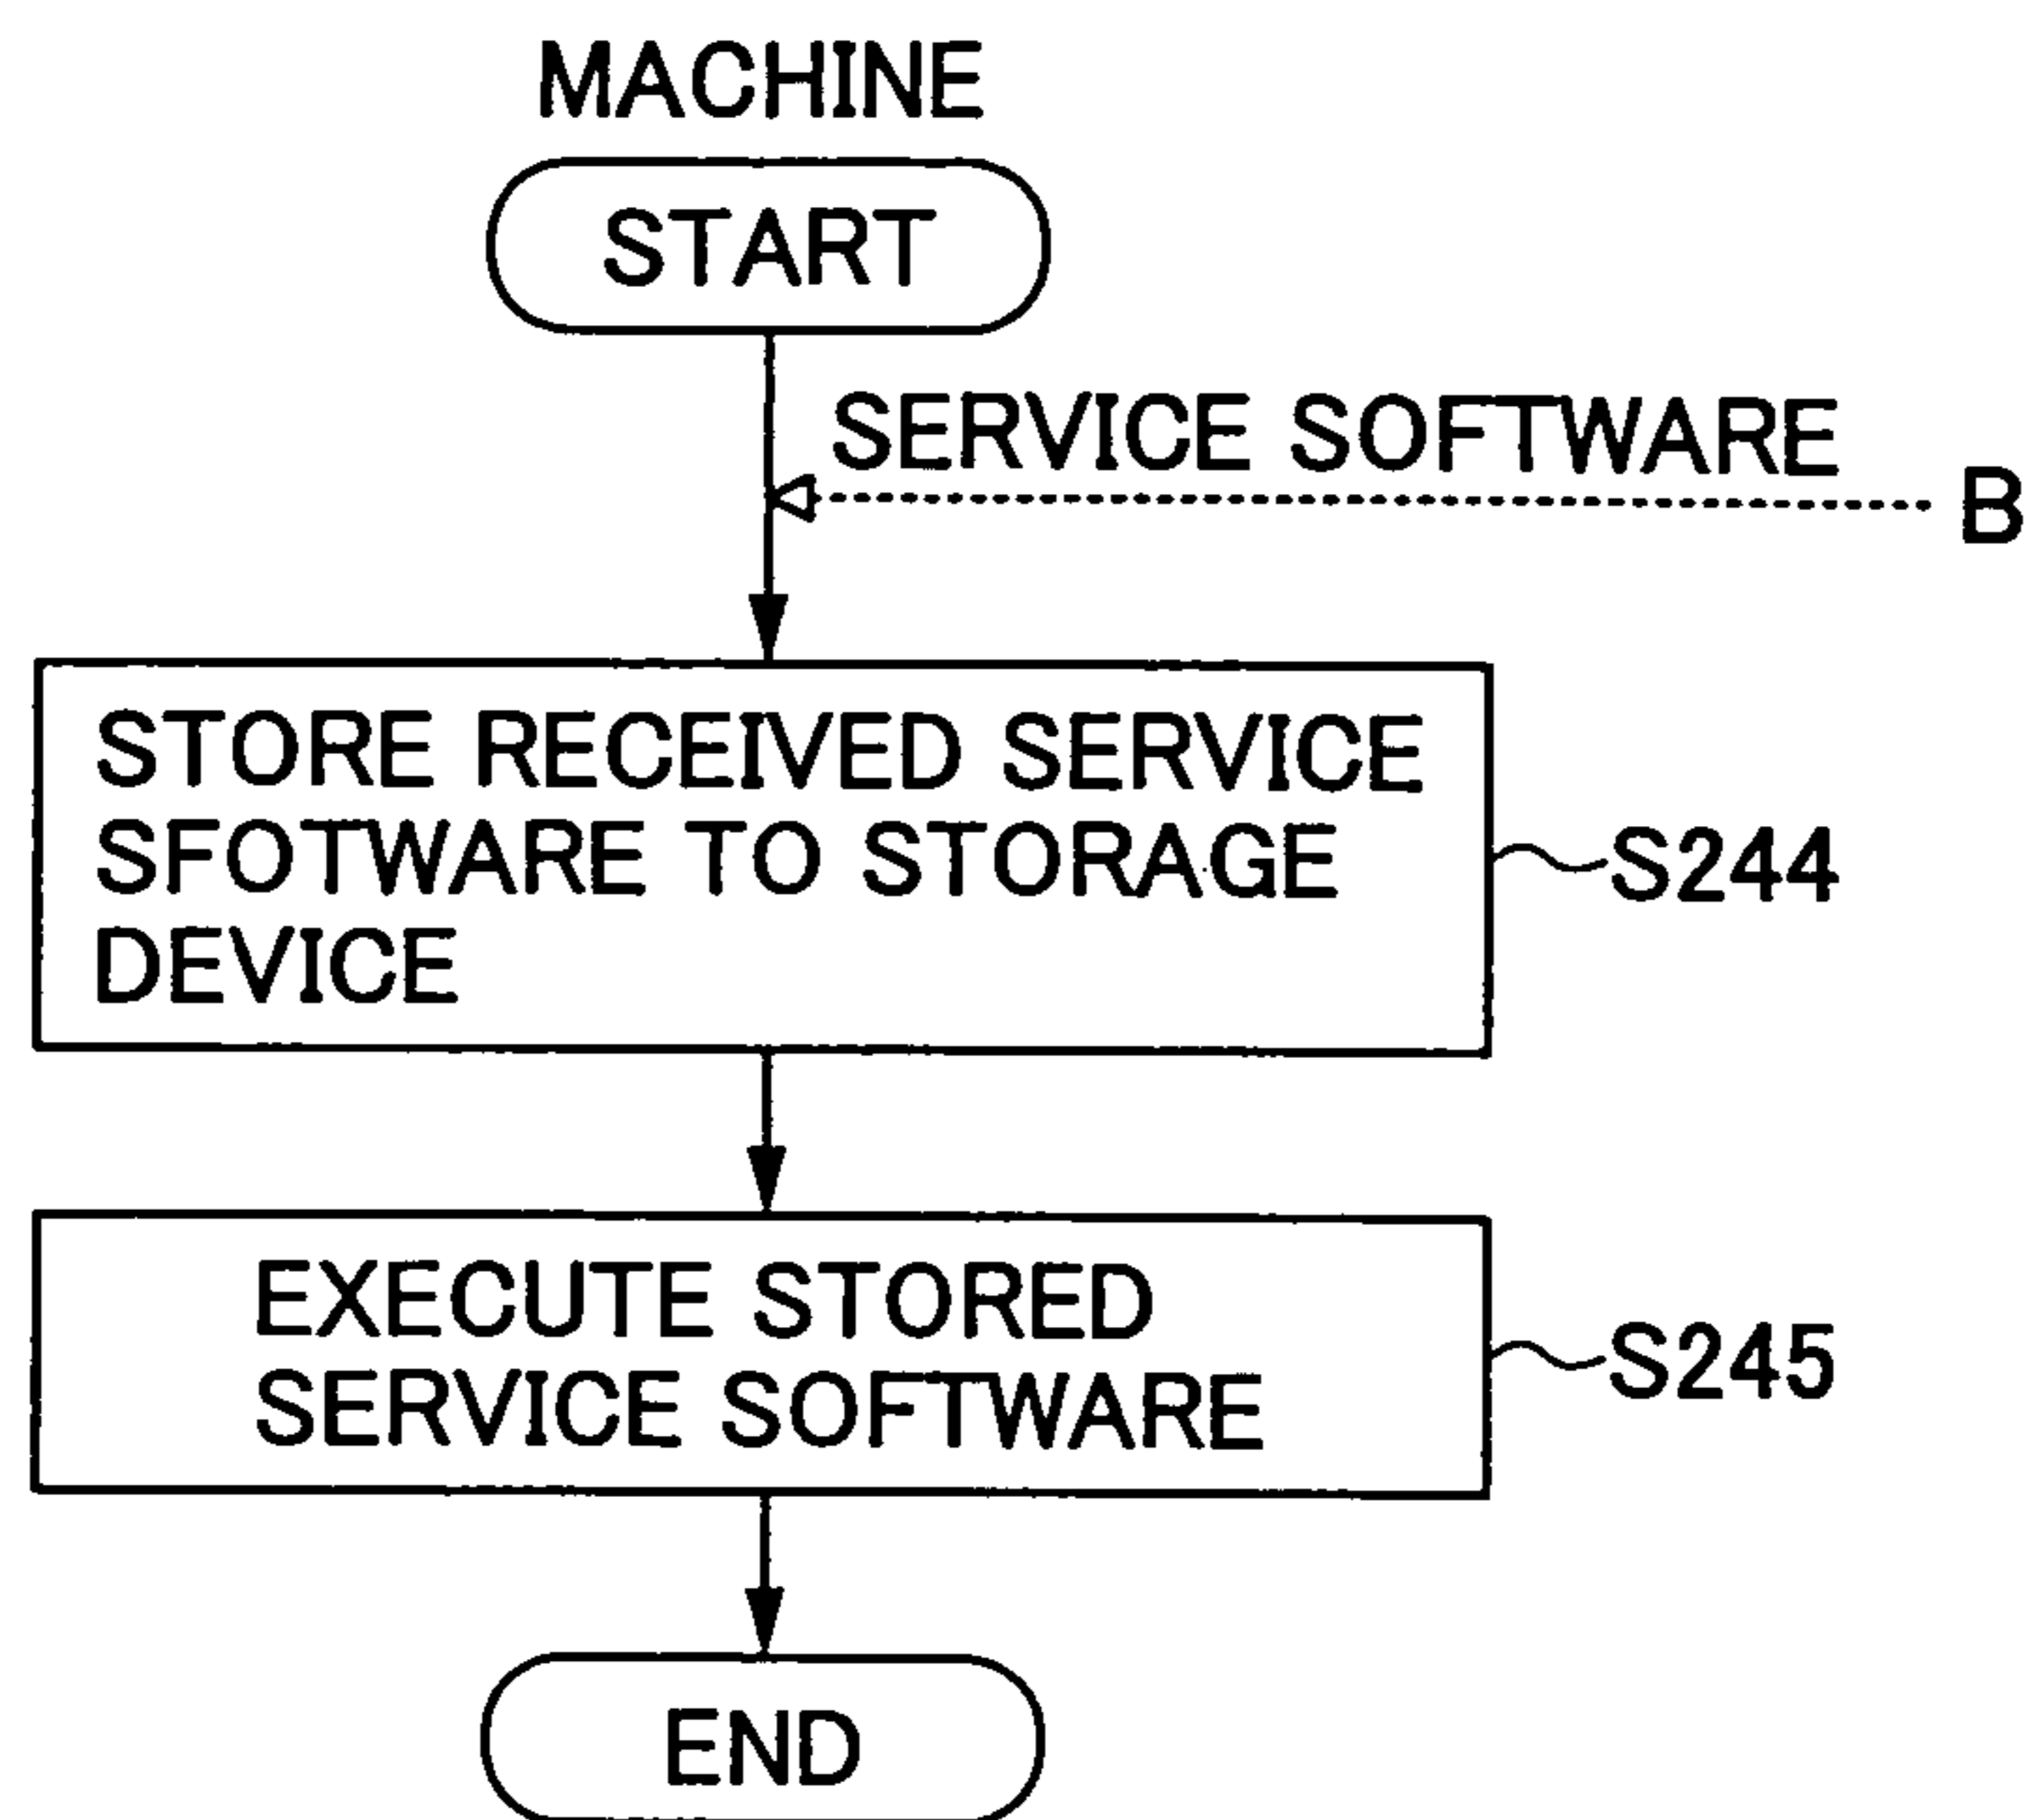 MACHINE
START
SERVICE SOFTWARE
B
STORE RECEIVED SERVICE
SFOTWARE TO STORAGE
DEVICE
S244
EXECUTE STORED
SERVICE SOFTWARE
S245
END